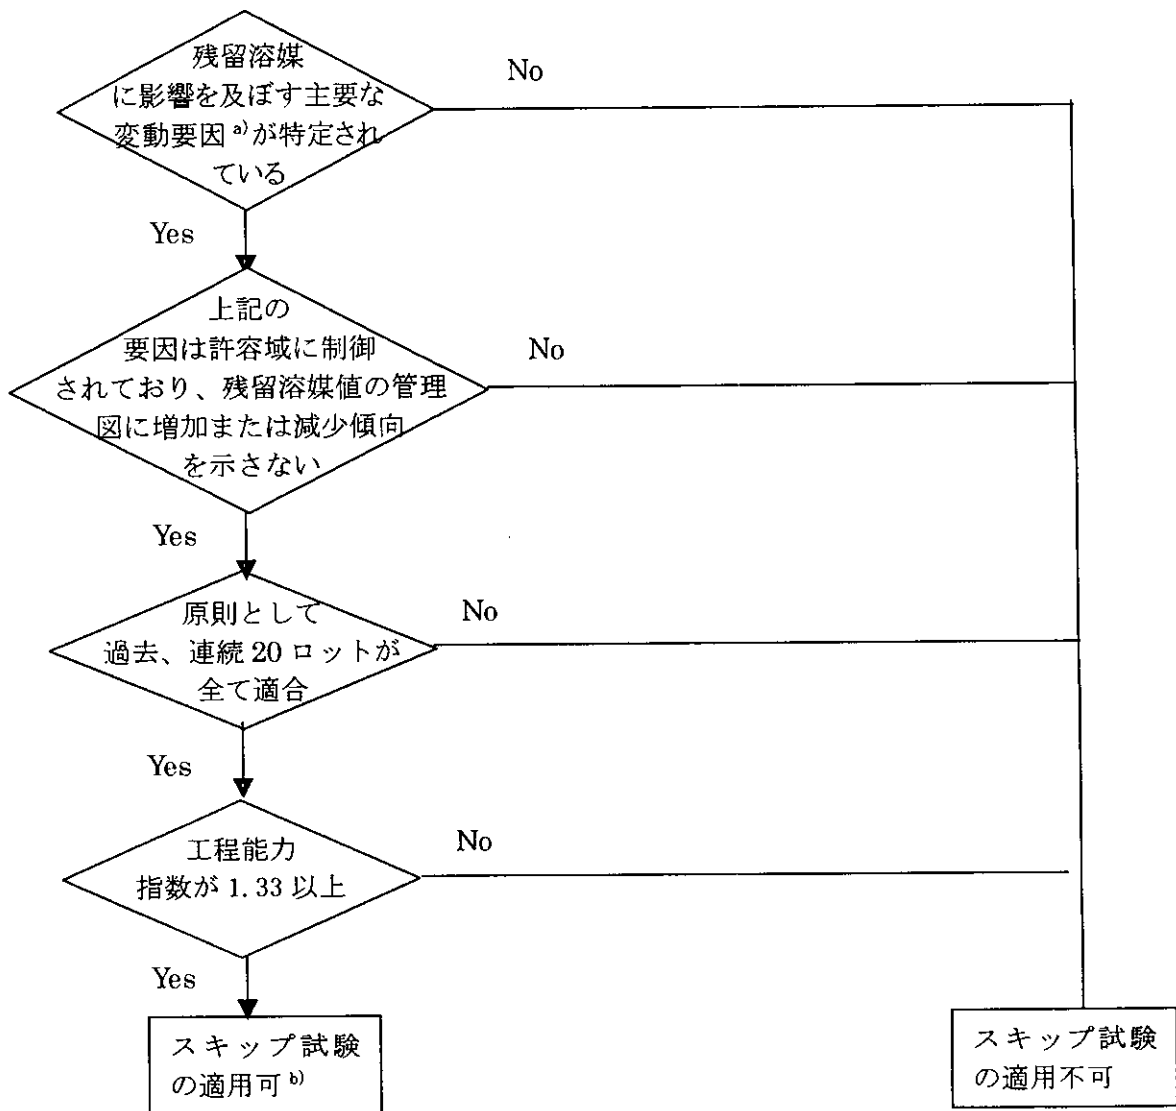 残留溶媒
に影響を及ぼす主要な
変動要因 a)が特定され
ている
No
Yes
上記の
要因は許容域に制御
されており、残留溶媒値の管理
図に増加または減少傾向
を示さない
No
Yes
原則として
過去、連続 20 ロットが
全て適合
No
Yes
工程能力
指数が 1.33 以上
No
Yes
スキップ試験
の適用可 b)
スキップ試験
の適用不可